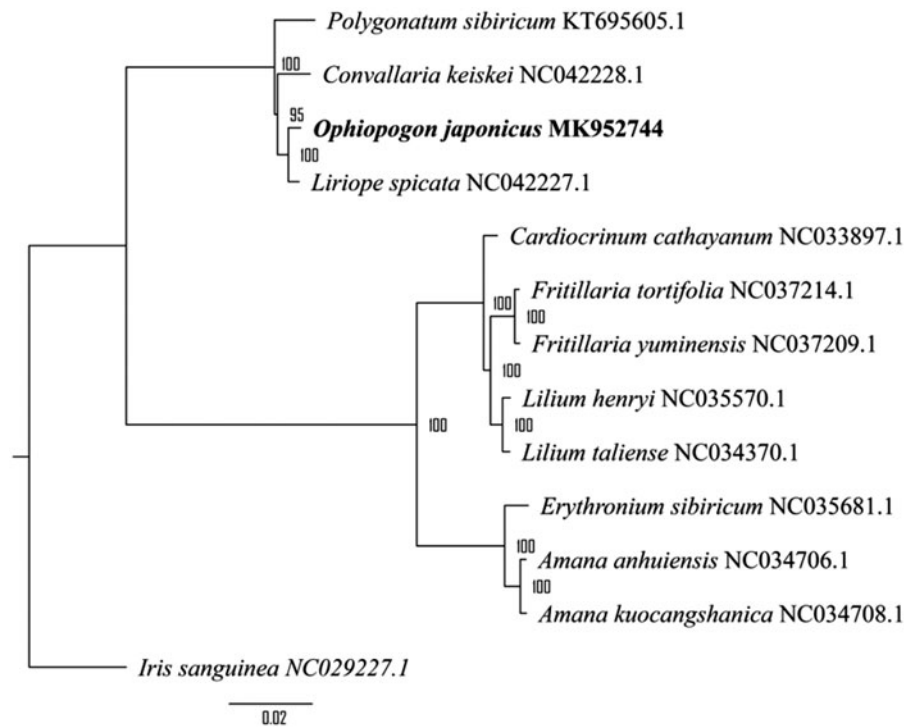 Polygonatum sibiricum KT695605.1
100
Convallaria keiskei NC042228.1
95
Ophiopogon japonicus MK952744
100
Liriope spicata NC042227.1
Cardiocrinum cathayanum NC033897.1
Fritillaria tortifolia NC037214.1
100
100
Fritillaria yuminensis NC037209.1
100
Lilium henryi NC035570.1
100
100
Lilium taliense NC034370.1
Erythronium sibiricum NC035681.1
100
Amana anhuiensis NC034706.1
100
Amana kuocangshanica NC034708.1
Iris sanguinea NC029227.1
0.02